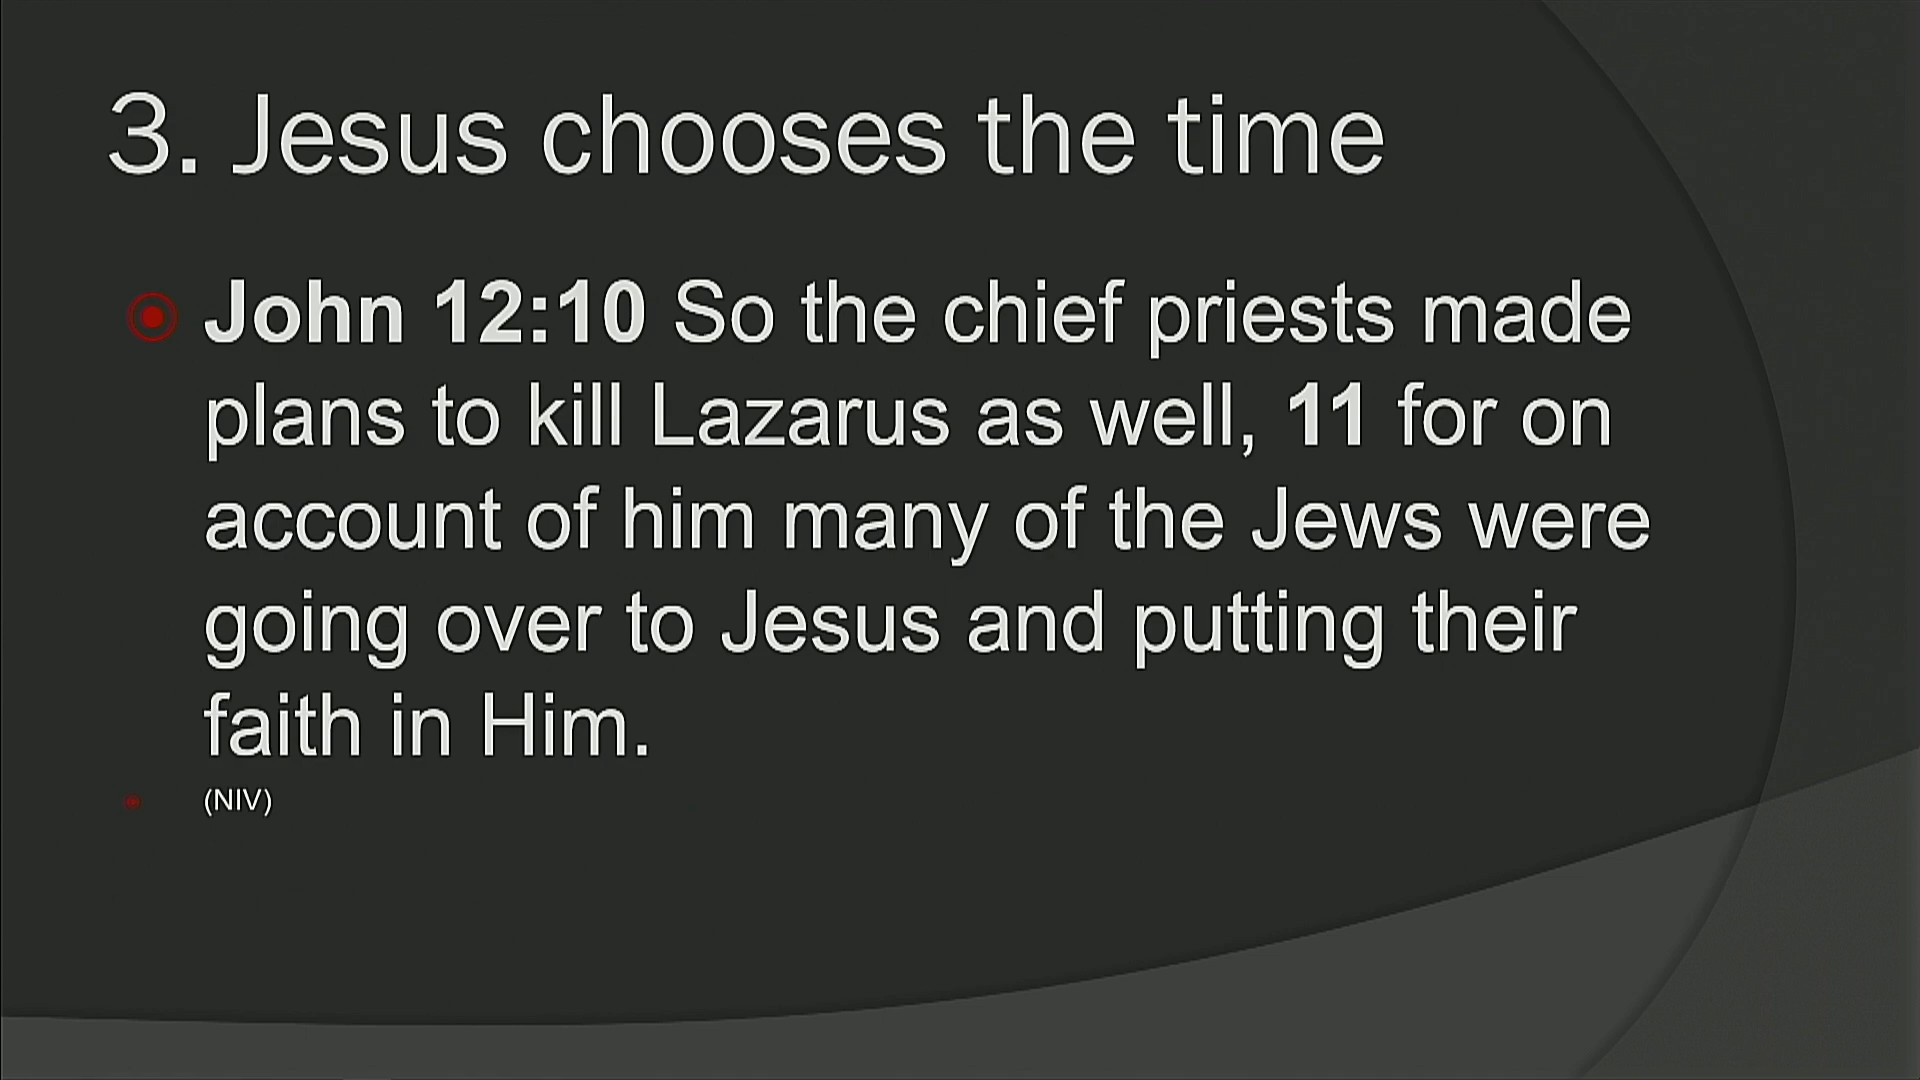 3. Jesus chooses the time
John 12:10 So the chief priests made
plans to kill Lazarus as well, 11 for on
account of him many of the Jews were
going over to Jesus and putting their
faith in Him.
(NIV)